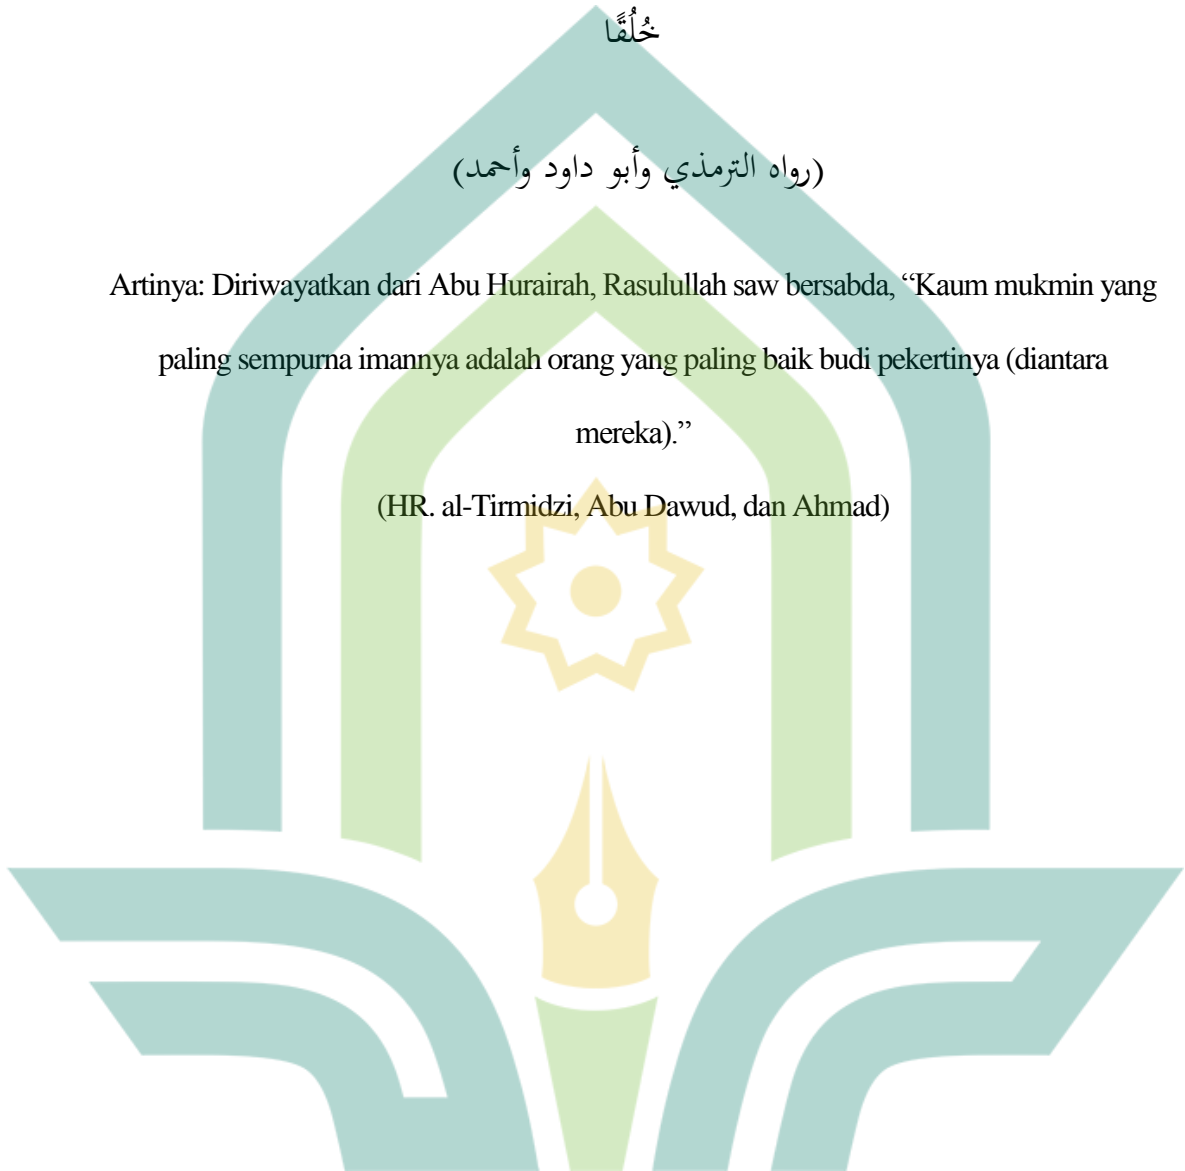 خُلُقًا
(رواه الترمذي وأبو داود وأحمد)
Artinya: Diriwayatkan dari Abu Hurairah, Rasulullah saw bersabda, “Kaum mukmin yang
paling sempurna imannya adalah orang yang paling baik budi pekertinya (diantara
mereka).”
(HR. al-Tirmidzi, Abu Dawud, dan Ahmad)